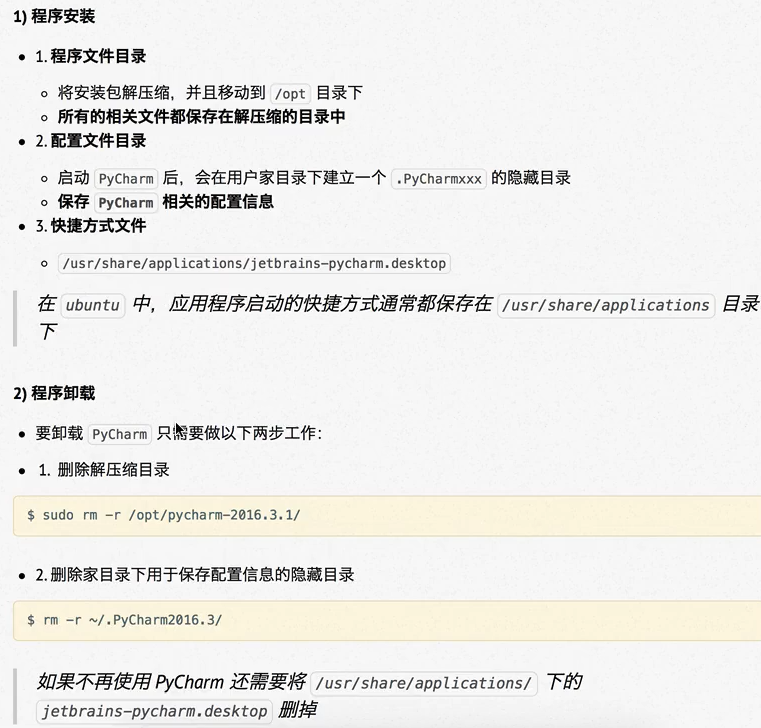 1) 程序安装
1. 程序文件目录
将安装包解压缩，并且移动到 /opt 目录下
所有的相关文件都保存在解压缩的目录中
2. 配置文件目录
启动 PyCharm 后，会在用户家目录下建立一个 .PyCharmxxx 的隐藏目录
保存 PyCharm 相关的配置信息
3. 快捷方式文件
/usr/share/applications/jetbrains-pycharm.desktop
在 ubuntu 中，应用程序启动的快捷方式通常都保存在 /usr/share/applications 目录
下
2) 程序卸载
要卸载 PyCharm 只需要做以下两步工作：
1. 删除解压缩目录
$ sudo rm -r /opt/pycharm-2016.3.1/
2. 删除家目录下用于保存配置信息的隐藏目录
$ rm -r ~/.PyCharm2016.3/
如果不再使用 PyCharm 还需要将 /usr/share/applications/ 下的
jetbrains-pycharm.desktop 删掉